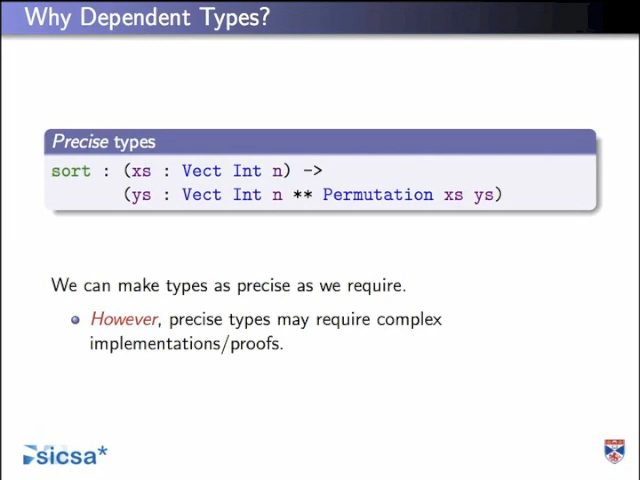 Why Dependent Types?
Precise types
sort : (xs : Vect Int n) ->
(ys : Vect Int n ** Permutation xs ys)
We can make types as precise as we require.
However, precise types may require complex
implementations/proofs.
sicsa*